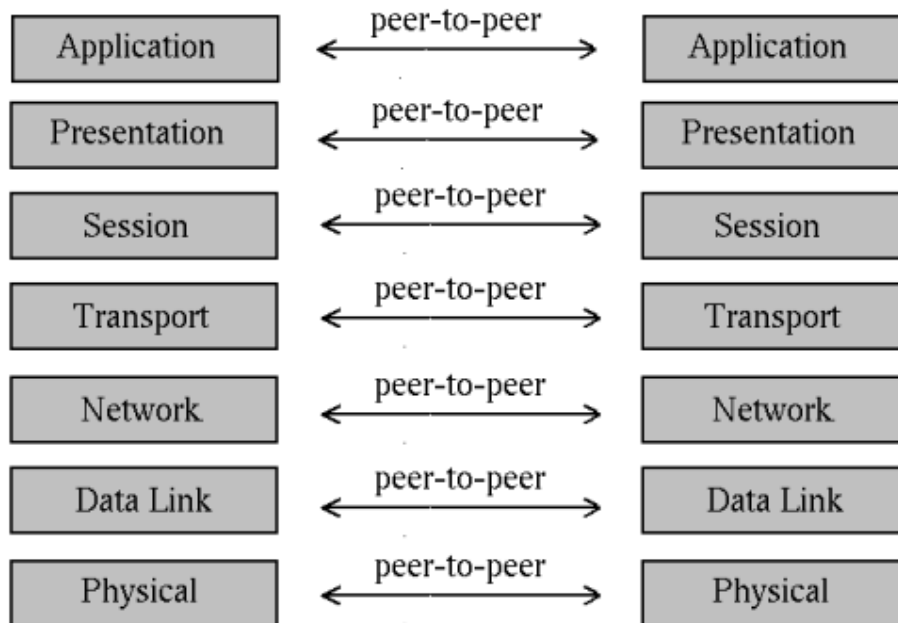 peer-to-peer
Application Application
peer-to-peer
Presentation Presentation
peer-to-peer
Session Session
peer-to-peer
Transport Transport
peer-to-peer
Network Network
peer-to-peer
Data Link Data Link
peer-to-peer
Physical Physical